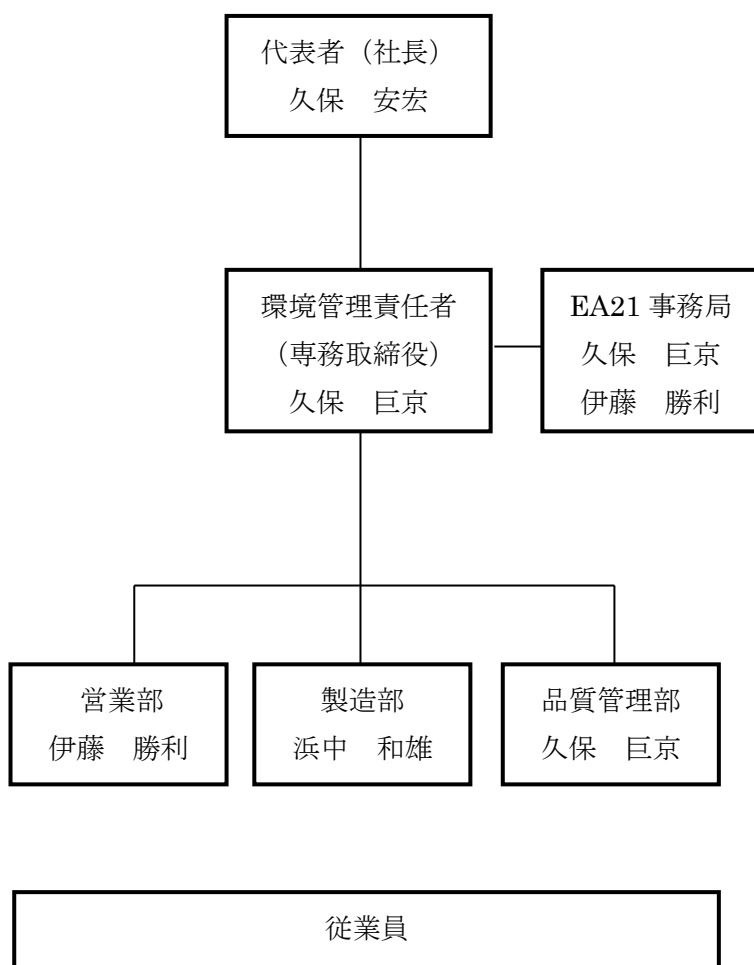 代表者（社長）
久保　安宏
環境管理責任者
（専務取締役）
久保　巨京
EA21 事務局
久保　巨京
伊藤　勝利
営業部
伊藤　勝利
製造部
浜中　和雄
品質管理部
久保　巨京
従業員